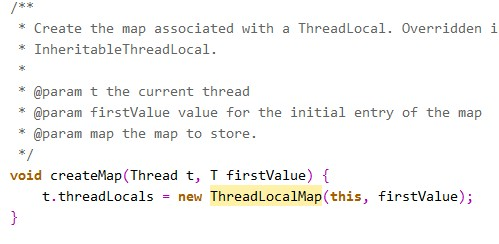 /**
 * Create the map associated with a ThreadLocal. Overridden i
 * InheritableThreadLocal.
 *
 * @param t the current thread
 * @param firstValue value for the initial entry of the map
 * @param map the map to store.
 */
void createMap(Thread t, T firstValue) {
    t.threadLocals = new ThreadLocalMap(this, firstValue);
}